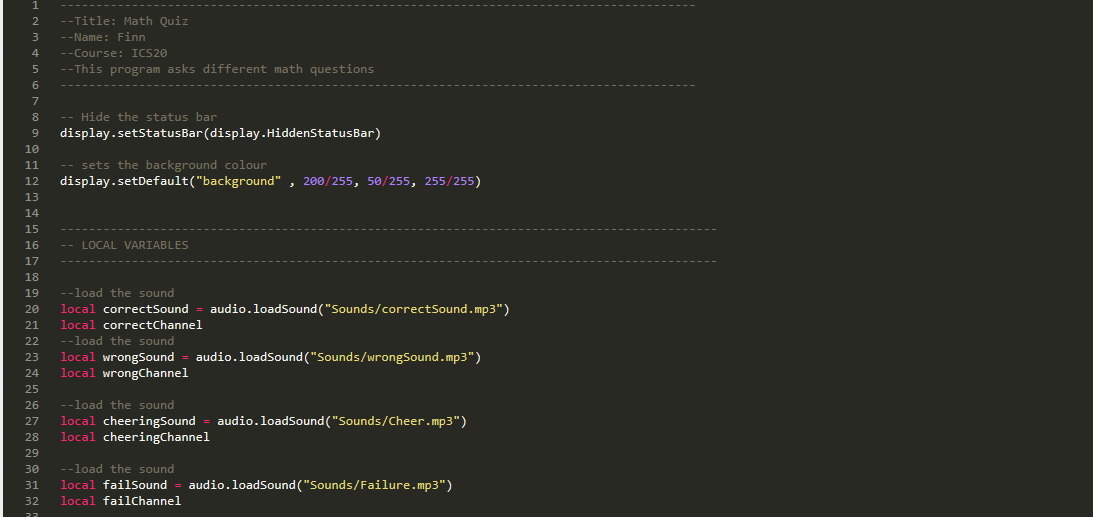 1 -----------------------------------------------------------------------------------------
2 --Title: Math Quiz
3 --Name: Finn
4 --Course: ICS20
5 --This program asks different math questions
6 -----------------------------------------------------------------------------------------
7
8 -- Hide the status bar
9 display.setStatusBar(display.HiddenStatusBar)
10
11 -- sets the background colour
12 display.setDefault("background" , 200/255, 50/255, 255/255)
13
14
15 --------------------------------------------------------------------------------------------
16 -- LOCAL VARIABLES
17 --------------------------------------------------------------------------------------------
18
19 --load the sound
20 local correctSound = audio.loadSound("Sounds/correctSound.mp3")
21 local correctChannel
22 --load the sound
23 local wrongSound = audio.loadSound("Sounds/wrongSound.mp3")
24 local wrongChannel
25
26 --load the sound
27 local cheeringSound = audio.loadSound("Sounds/Cheer.mp3")
28 local cheeringChannel
29
30 --load the sound
31 local failSound = audio.loadSound("Sounds/Failure.mp3")
32 local failChannel